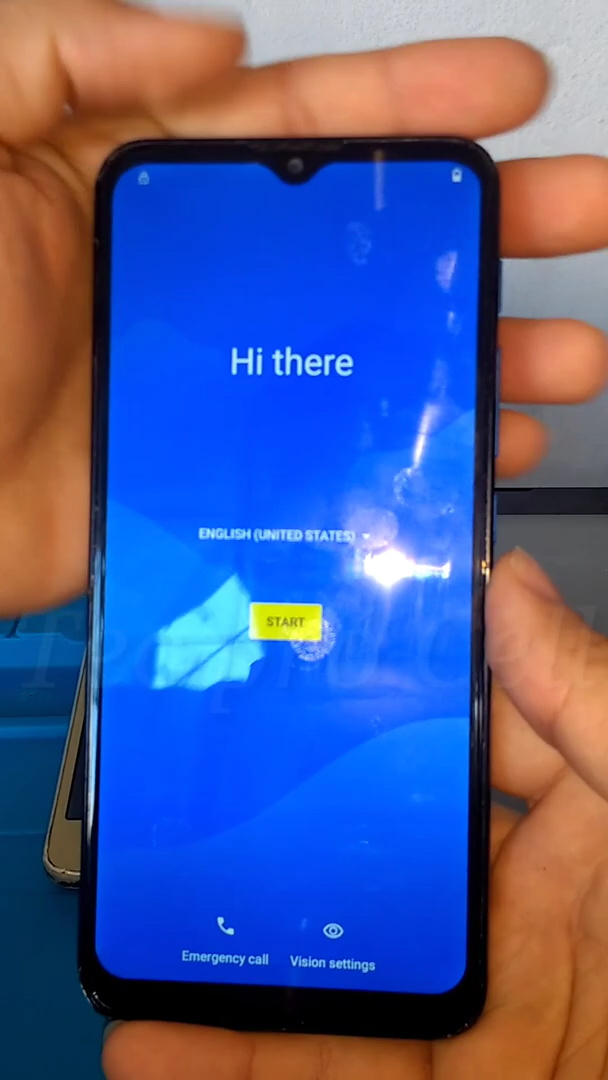 Hi there
ENGLISH (UNITED STATES)
START
Emergency call
Vision settings